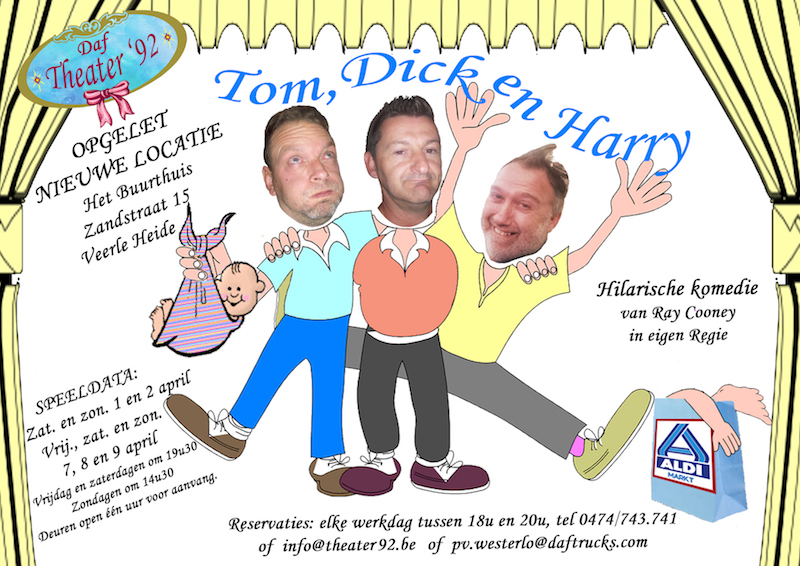 Daf
Theater '92
Tom, Dick en Harry
OPGELET
NIEUWE LOCATIE
Het Buurthuis
Zandstraat 15
Veerle Heide
Hilarische komedie
van Ray Cooney
in eigen Regie
SPEELDATA:
Zat. en zon. 1 en 2 april
Vrij., zat. en zon.
7, 8 en 9 april
Vrijdag en zaterdagen om 19u30
Zondagen om 14u30
Deuren open één uur voor aanvang.
ALDI
MARKT
Reservaties: elke werkdag tussen 18u en 20u, tel 0474/743.741
of info@theater92.be of pv.westerlo@daftrucks.com